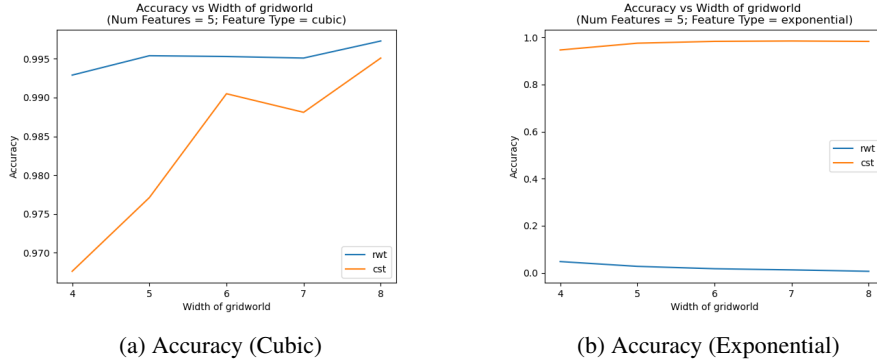 Accuracy vs Width of gridworld
(Num Features = 5; Feature Type = cubic)
0.995
0.990
0.985
0.980
0.975
0.970
Accuracy
rwt
cst
4 5 6 7 8
Width of gridworld
(a) Accuracy (Cubic)
Accuracy vs Width of gridworld
(Num Features = 5; Feature Type = exponential)
1.0
0.8
0.6
0.4
0.2
0.0
Accuracy
rwt
cst
4 5 6 7 8
Width of gridworld
(b) Accuracy (Exponential)